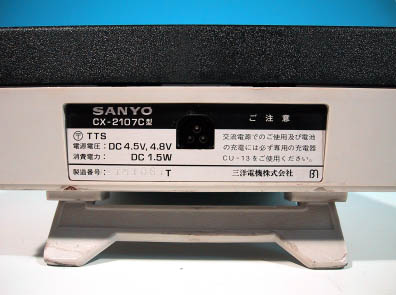 SANYO
CX-2107C型
〒 TTS
電源電圧: DC 4.5V, 4.8V
消費電力: DC 1.5W
製造番号: T
ご注意
交流電源でのご使用及び電池
の充電には必ず専用の充電器
CU-13をご使用ください。
三洋電機株式会社